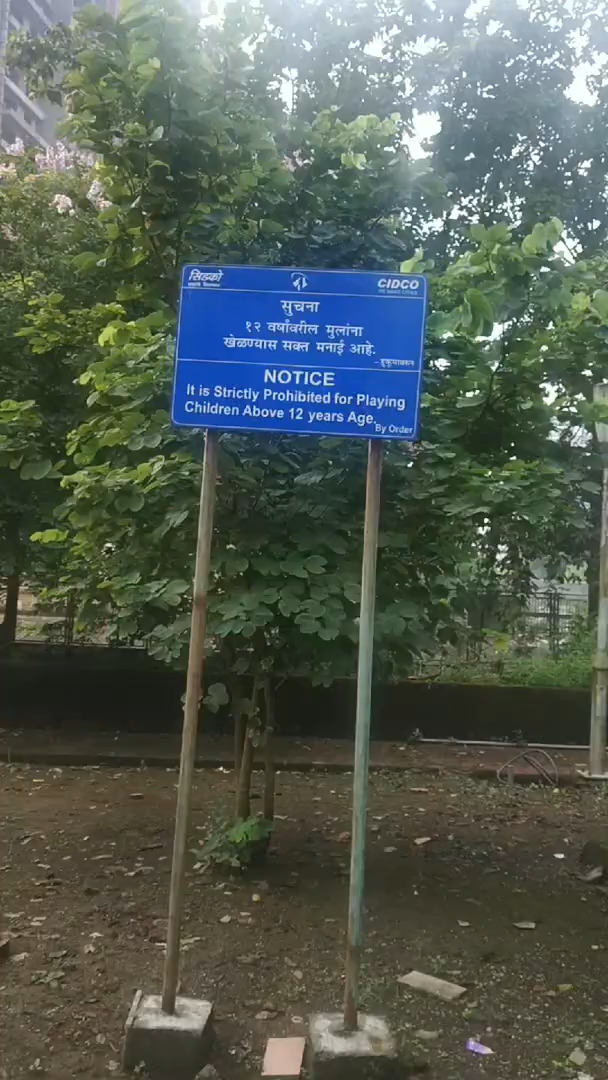 सिडको
CIDCO
सुचना
१२ वर्षांवरील मुलांना
खेळण्यास सक्त मनाई आहे.
-हुकूमावरुन
NOTICE
It is Strictly Prohibited for Playing
Children Above 12 years Age.
By Order